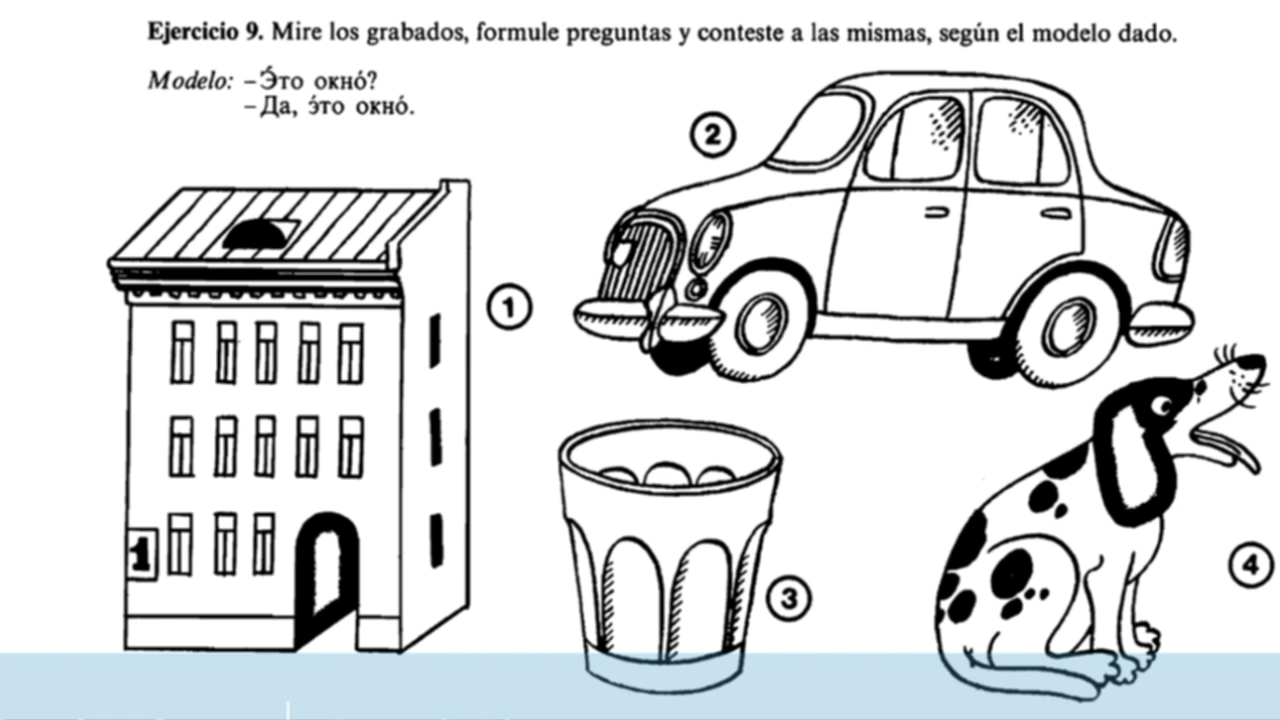 Ejercicio 9. Mire los grabados, formule preguntas y conteste a las mismas, según el modelo dado.
Modelo: – Э́то окно́?
– Да, э́то окно́.
2
1
1
3
4